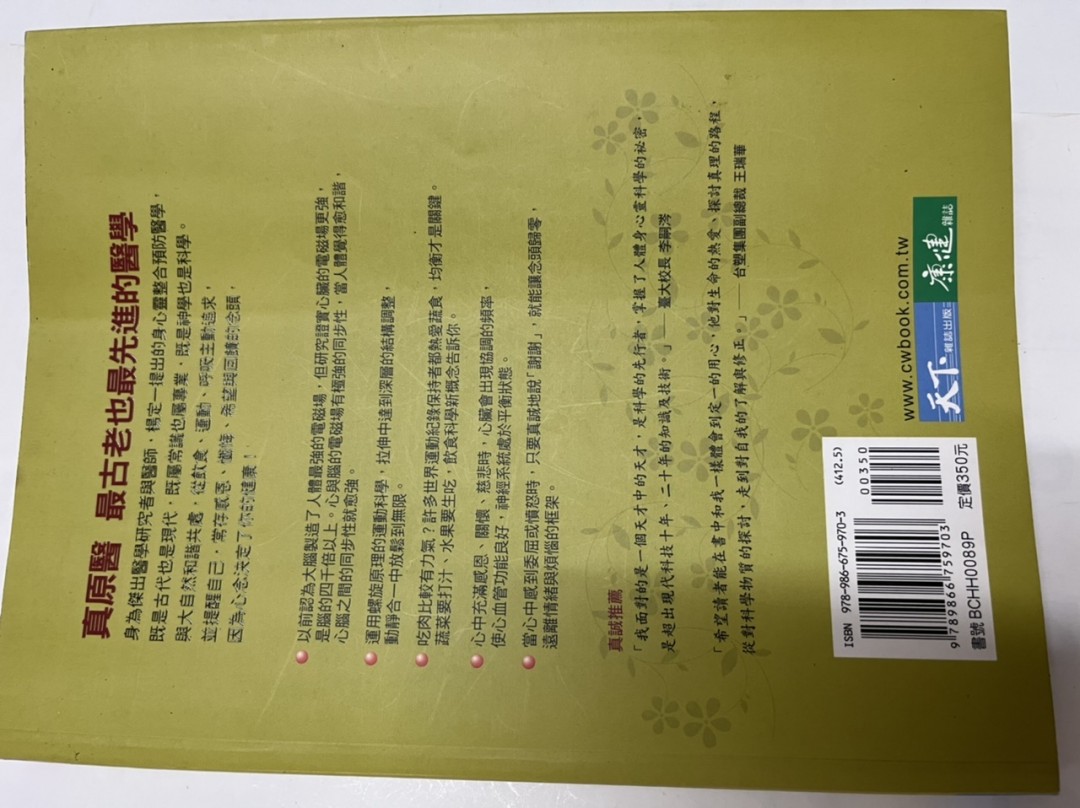 真原醫 最古老也最先進的醫學
身為傑出醫學研究者與醫師,楊定一提出的身心靈整合預防醫學,
既是古代也是現代,既屬常識也屬專業,既是神學也是科學。
與大自然和諧共處,從飲食、運動、呼吸主動追求,
並提醒自己,常存感恩、懺悔、希望與回饋的念頭,
因為心念決定了你的健康!
以前認為大腦製造了人體最強的電磁場,但研究證實心臟的電磁場更強,
是腦的四千倍以上。心與腦的電磁場有極強的同步性,當人體覺得愈和諧,
心腦之間的同步性就愈強。
運用螺旋原理的運動科學,拉伸中達到深層的結構調整,
動靜合一中放鬆到無限。
吃肉比較有力氣?許多世界運動紀錄保持者都熱愛蔬食,均衡才是關鍵。
蔬菜要打汁、水果要生吃,飲食科學新概念告訴你。
心中充滿感恩、關懷、慈悲時,心臟會出現協調的頻率,
使心血管功能良好,神經系統處於平衡狀態。
當心中感到委屈或憤怒時,只要真誠地說「謝謝」,就能讓念頭歸零,
遠離情緒與煩惱的框架。
真誠推薦
「我面對的是一個天才中的天才,是科學的先行者,掌握了人體身心靈科學的祕密,
是超出現代科技十年、二十年的知識及技術。」——臺大校長 李嗣涔
「希望讀者能在書中和我一樣體會到定一的用心,他對生命的熱愛、探討真理的路程、
從對科學物質的探討,走到對自我的了解與修正。」——台塑集團副總裁 王瑞華
ISBN 978-986-675-970-3 (412.5)
00350
9 789866 759703
書號 BCHH0089P 定價350元
www.cwbook.com.tw
天下雜誌出版
康健雜誌